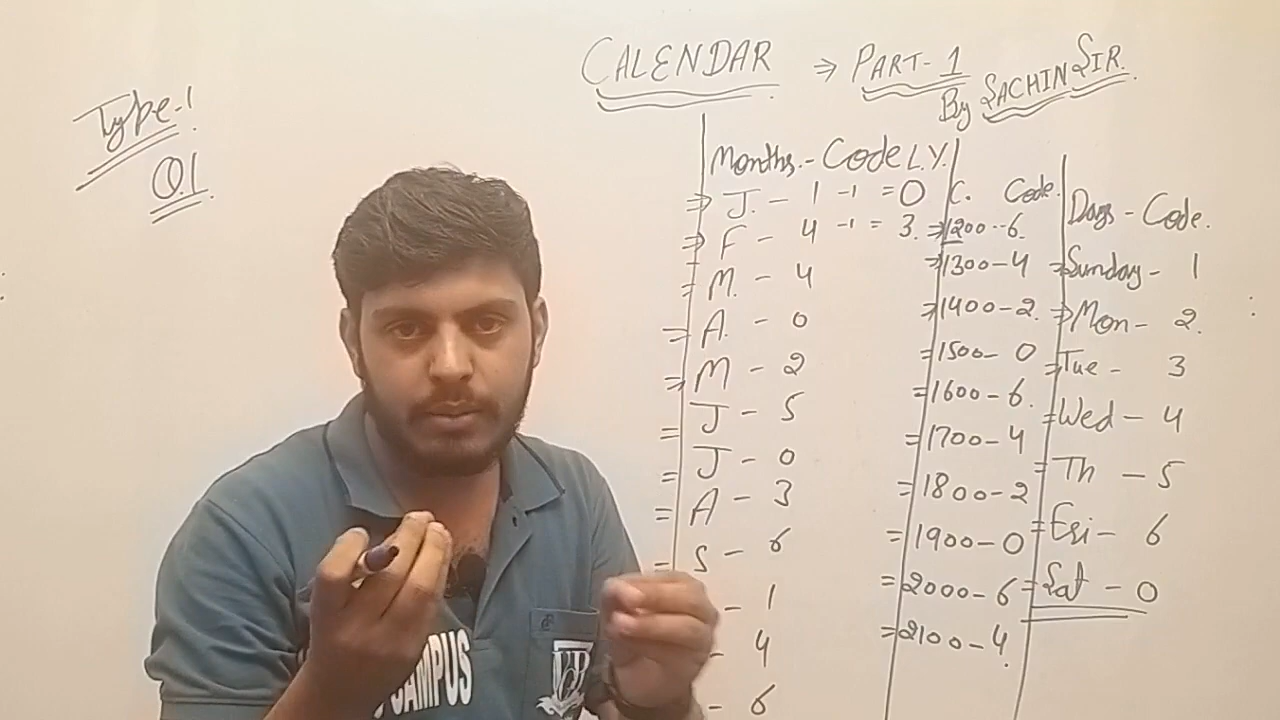 CALENDAR ⇒ PART-1
By SACHIN SIR.
Type-1
Q.1
Months.- Code L.Y.
⇒ J. - 1 -1 = 0
⇒ F - 4 -1 = 3.
= M. - 4
⇒ A. - 0
⇒ M - 2
= J - 5
= J - 0
= A - 3
= S - 6
- 1
- 4
- 6
C. Code.
⇒1200--6.
⇒1300-4
⇒1400-2.
=1500-0
=1600-6.
⇒1700-4
=1800-2
=1900-0
=2000-6
=2100-4.
Days - Code.
⇒Sunday- 1
⇒Mon- 2.
⇒Tue - 3
=Wed - 4
=Th - 5
=Fri- 6
=Sat - 0
CAMPUS